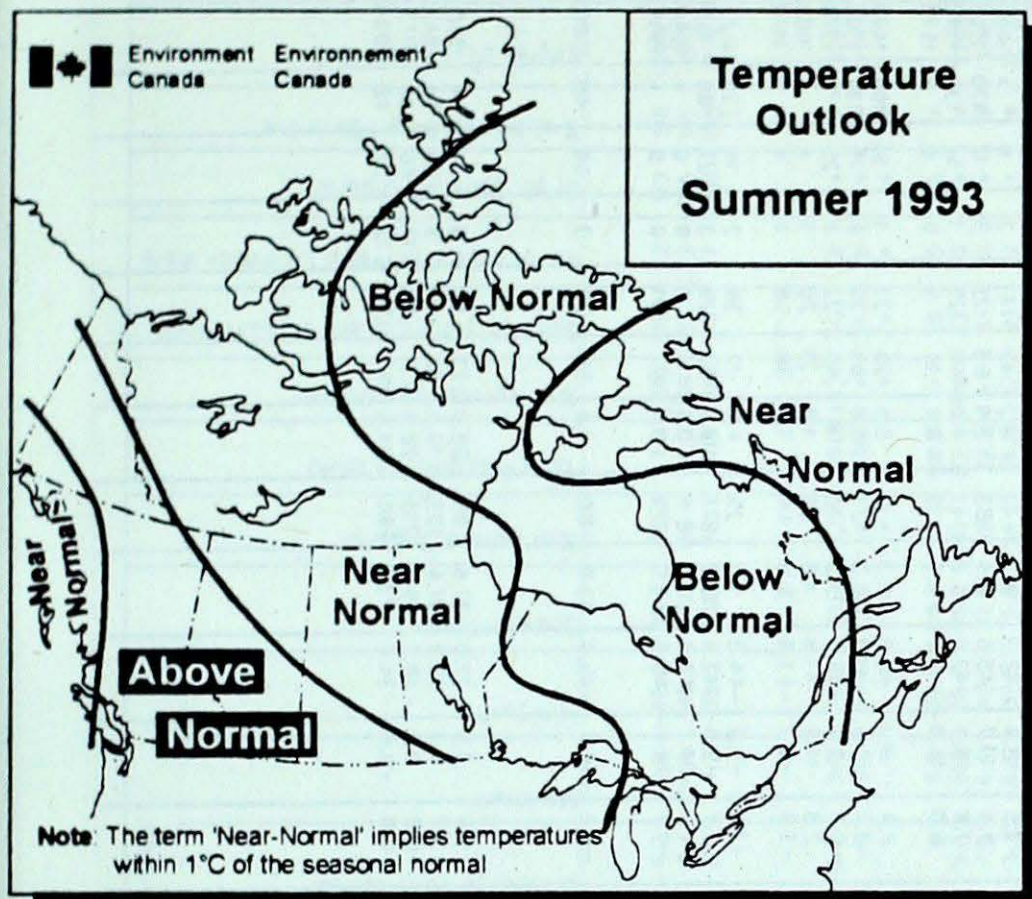 Environment Environnement
Canada Canada
Temperature
Outlook
Summer 1993
Below Normal
Near
Normal
Near
Normal
Near
Normal
Below
Normal
Above
Normal
Note: The term 'Near-Normal' implies temperatures
within 1°C of the seasonal normal